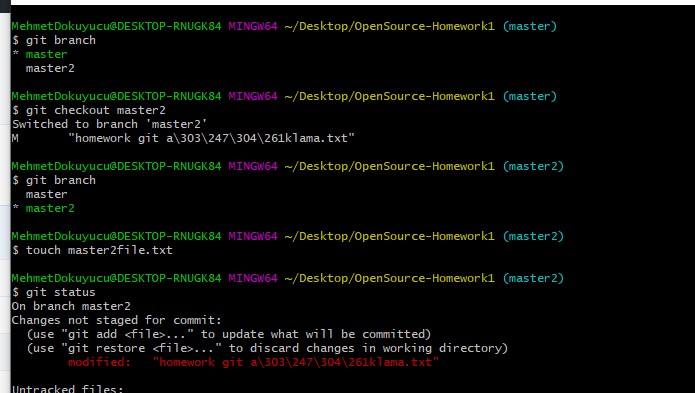 MehmetDokuyucu@DESKTOP-RNUGK84 MINGW64 ~/Desktop/OpenSource-Homework1 (master)
$ git branch
* master
  master2
MehmetDokuyucu@DESKTOP-RNUGK84 MINGW64 ~/Desktop/OpenSource-Homework1 (master)
$ git checkout master2
Switched to branch 'master2'
M       "homework git a\303\247\304\261klama.txt"
MehmetDokuyucu@DESKTOP-RNUGK84 MINGW64 ~/Desktop/OpenSource-Homework1 (master2)
$ git branch
  master
* master2
MehmetDokuyucu@DESKTOP-RNUGK84 MINGW64 ~/Desktop/OpenSource-Homework1 (master2)
$ touch master2file.txt
MehmetDokuyucu@DESKTOP-RNUGK84 MINGW64 ~/Desktop/OpenSource-Homework1 (master2)
$ git status
On branch master2
Changes not staged for commit:
  (use "git add <file>..." to update what will be committed)
  (use "git restore <file>..." to discard changes in working directory)
        modified:   "homework git a\303\247\304\261klama.txt"
Untracked files: